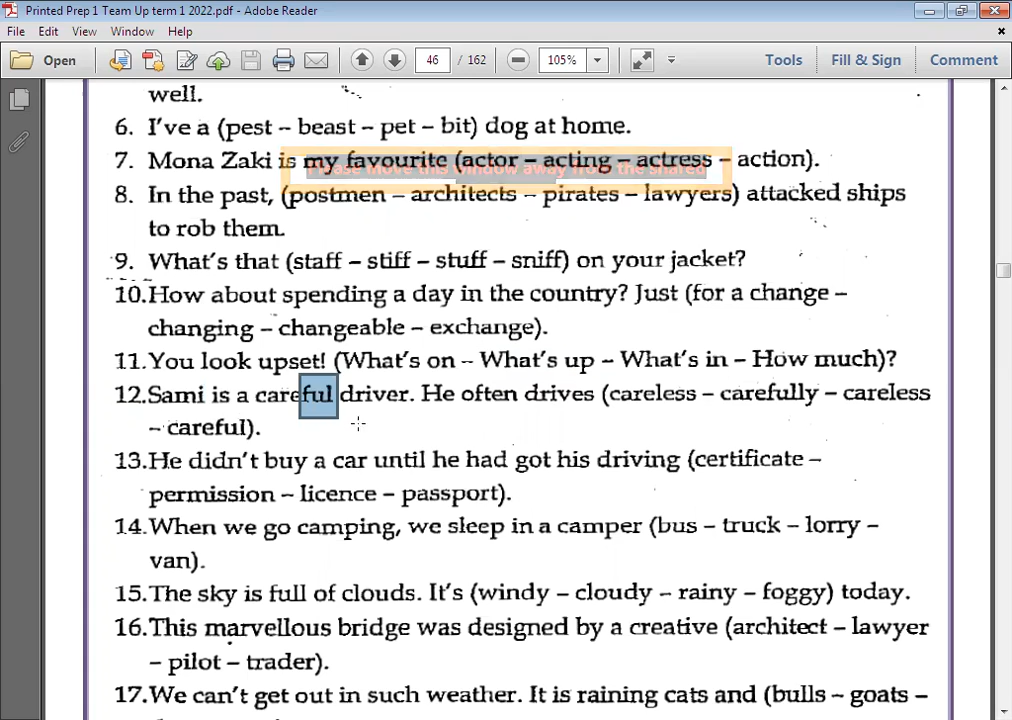 Printed Prep 1 Team Up term 1 2022.pdf - Adobe Reader
File Edit View Window Help
Open 46 / 162 105% Tools Fill & Sign Comment
well.
6. I've a (pest – beast – pet – bit) dog at home.
7. Mona Zaki is my favourite (actor – acting – actress – action).
Please move this window away from the shared
8. In the past, (postmen – architects – pirates – lawyers) attacked ships
to rob them.
9. What's that (staff – stiff – stuff – sniff) on your jacket?
10. How about spending a day in the country? Just (for a change –
changing – changeable – exchange).
11. You look upset! (What's on – What's up – What's in – How much)?
12. Sami is a careful driver. He often drives (careless – carefully – careless
– careful).
13. He didn't buy a car until he had got his driving (certificate –
permission – licence – passport).
14. When we go camping, we sleep in a camper (bus – truck – lorry –
van).
15. The sky is full of clouds. It's (windy – cloudy – rainy – foggy) today.
16. This marvellous bridge was designed by a creative (architect – lawyer
– pilot – trader).
17. We can't get out in such weather. It is raining cats and (bulls – goats –